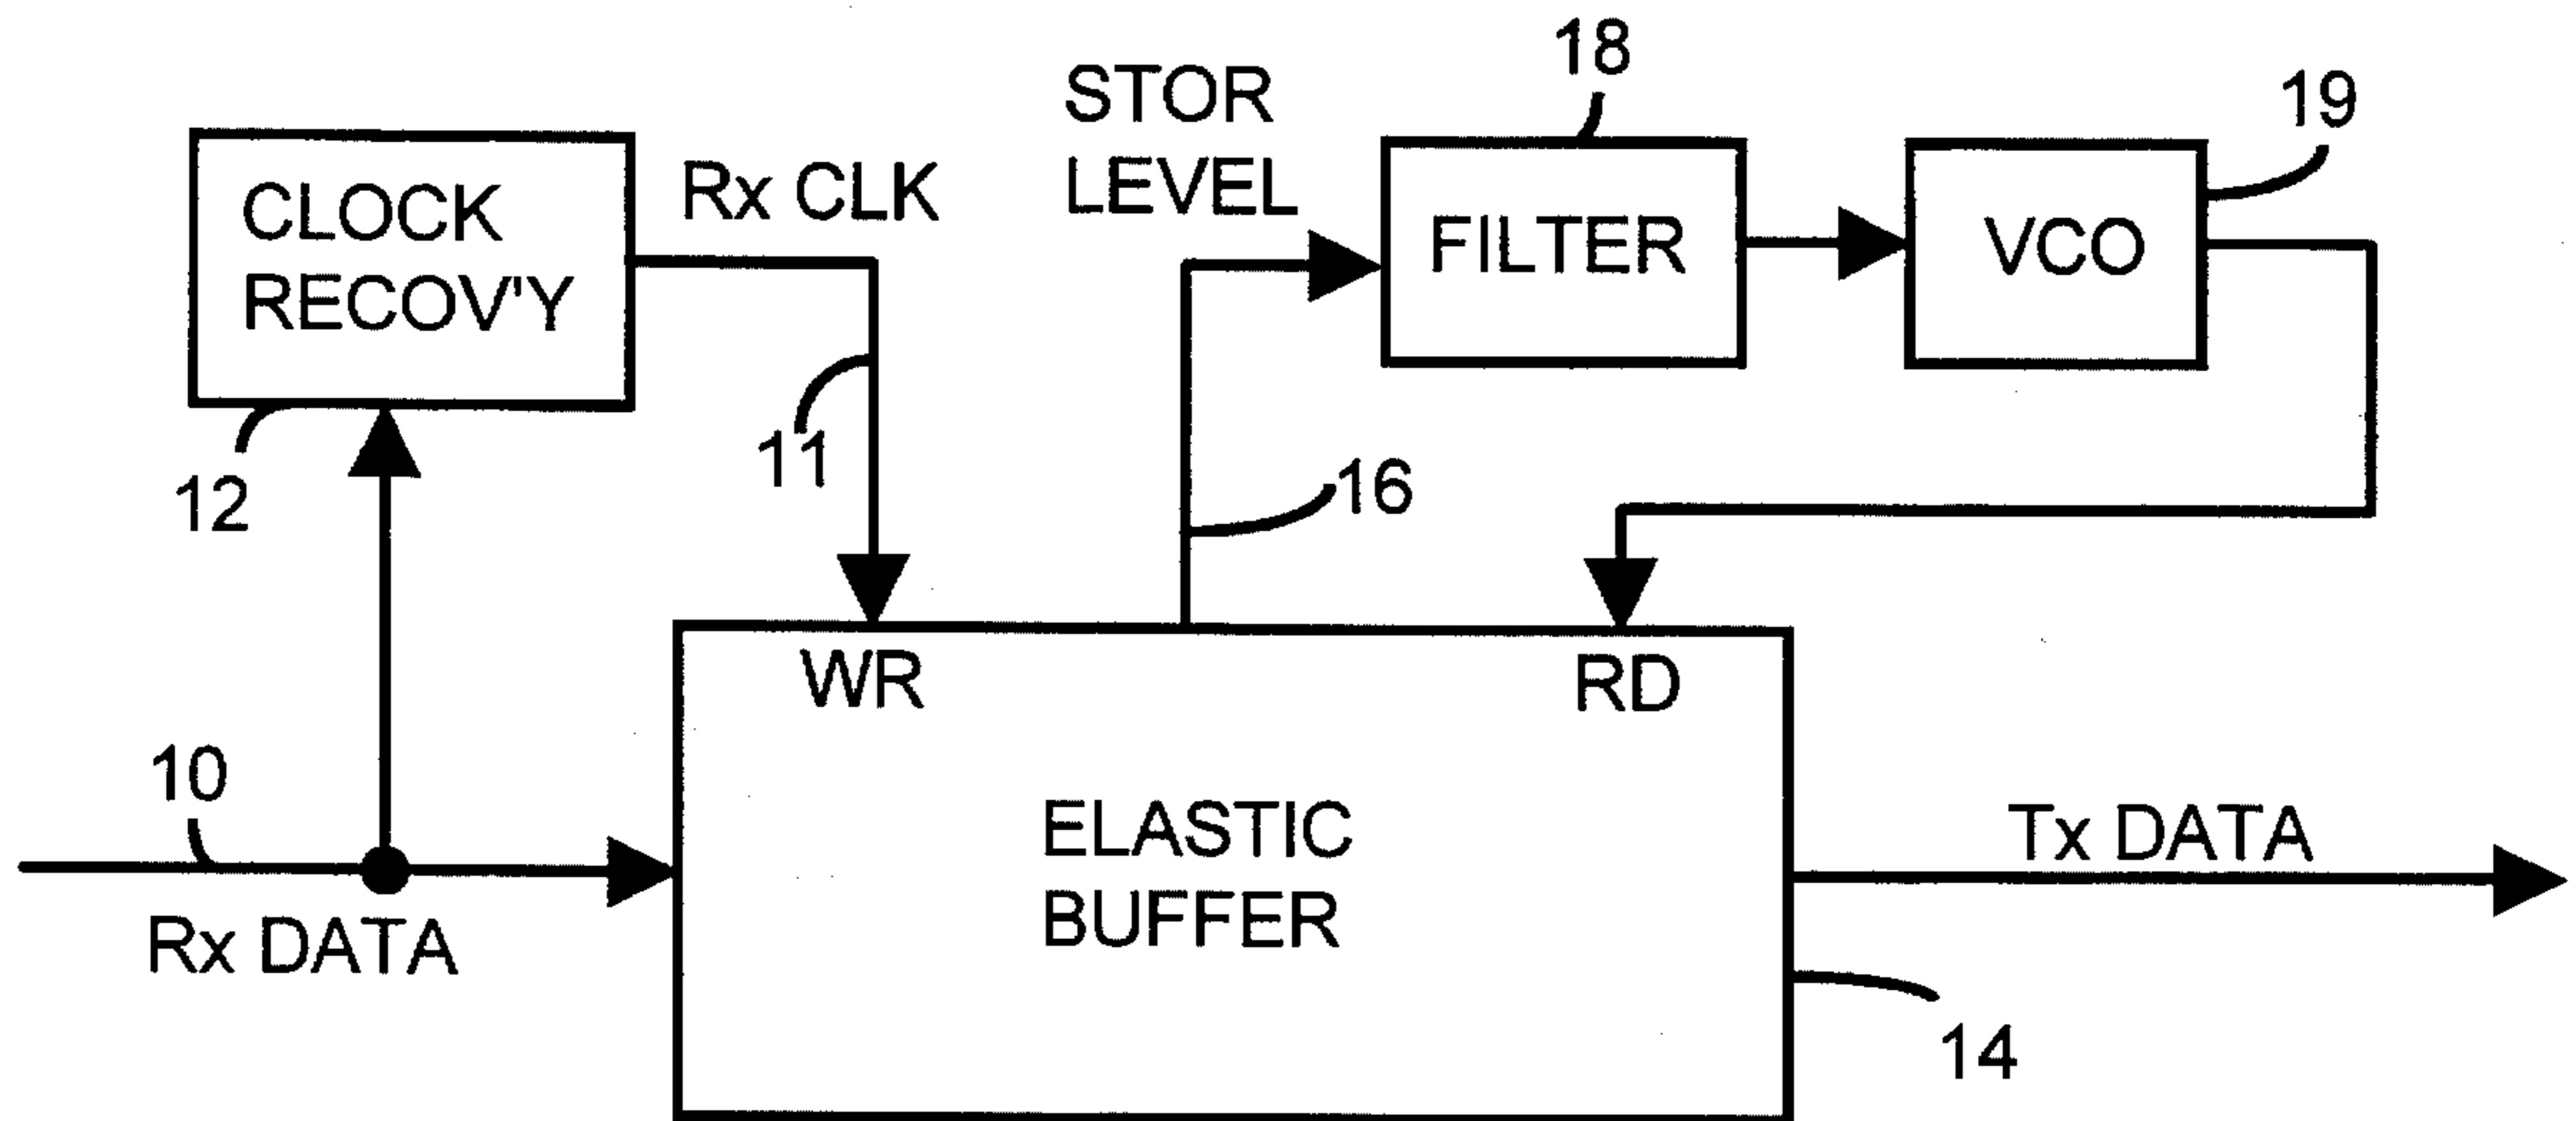 18
STOR
LEVEL
19
CLOCK
RECOV'Y
Rx CLK
FILTER
VCO
11
12
16
WR
RD
10
ELASTIC
BUFFER
Tx DATA
Rx DATA
14